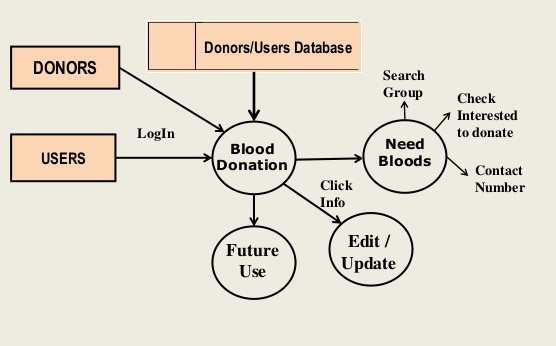 Donors/Users Database
DONORS
Search
Group
Check
Interested
to donate
LogIn
USERS
Blood
Donation
Need
Bloods
Contact
Number
Click
Info
Future
Use
Edit /
Update